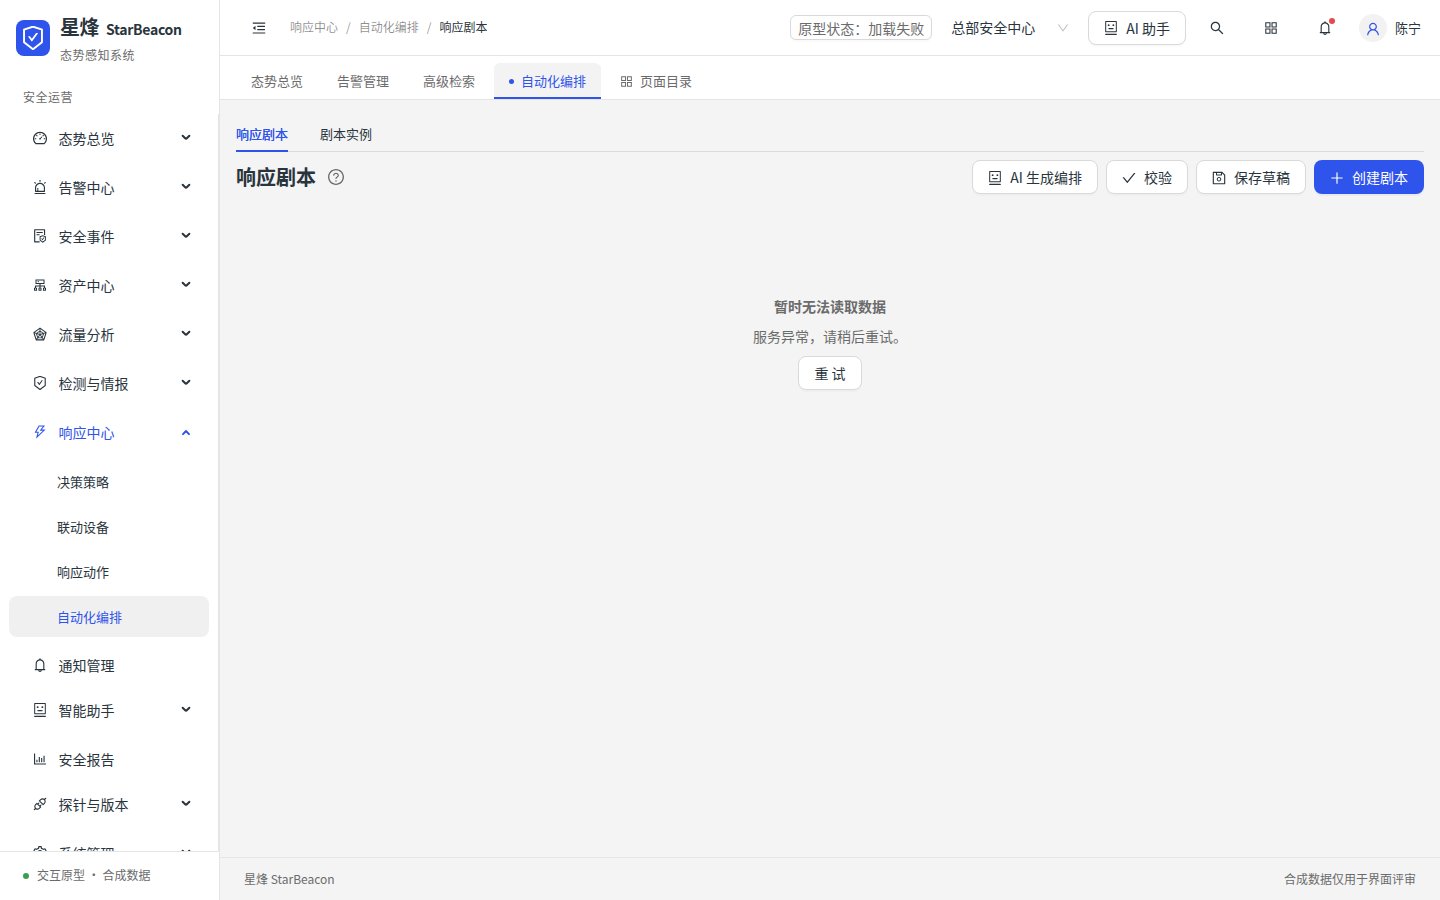 星烽 StarBeacon
态势感知系统
安全运营
态势总览
告警中心
安全事件
资产中心
流量分析
检测与情报
响应中心
决策策略
联动设备
响应动作
自动化编排
通知管理
智能助手
安全报告
探针与版本
系统管理
交互原型 · 合成数据
响应中心 / 自动化编排 / 响应剧本
原型状态：加载失败
总部安全中心
AI 助手
陈宁
态势总览
告警管理
高级检索
自动化编排
页面目录
响应剧本
剧本实例
响应剧本
AI 生成编排
校验
保存草稿
创建剧本
暂时无法读取数据
服务异常，请稍后重试。
重 试
星烽 StarBeacon
合成数据仅用于界面评审